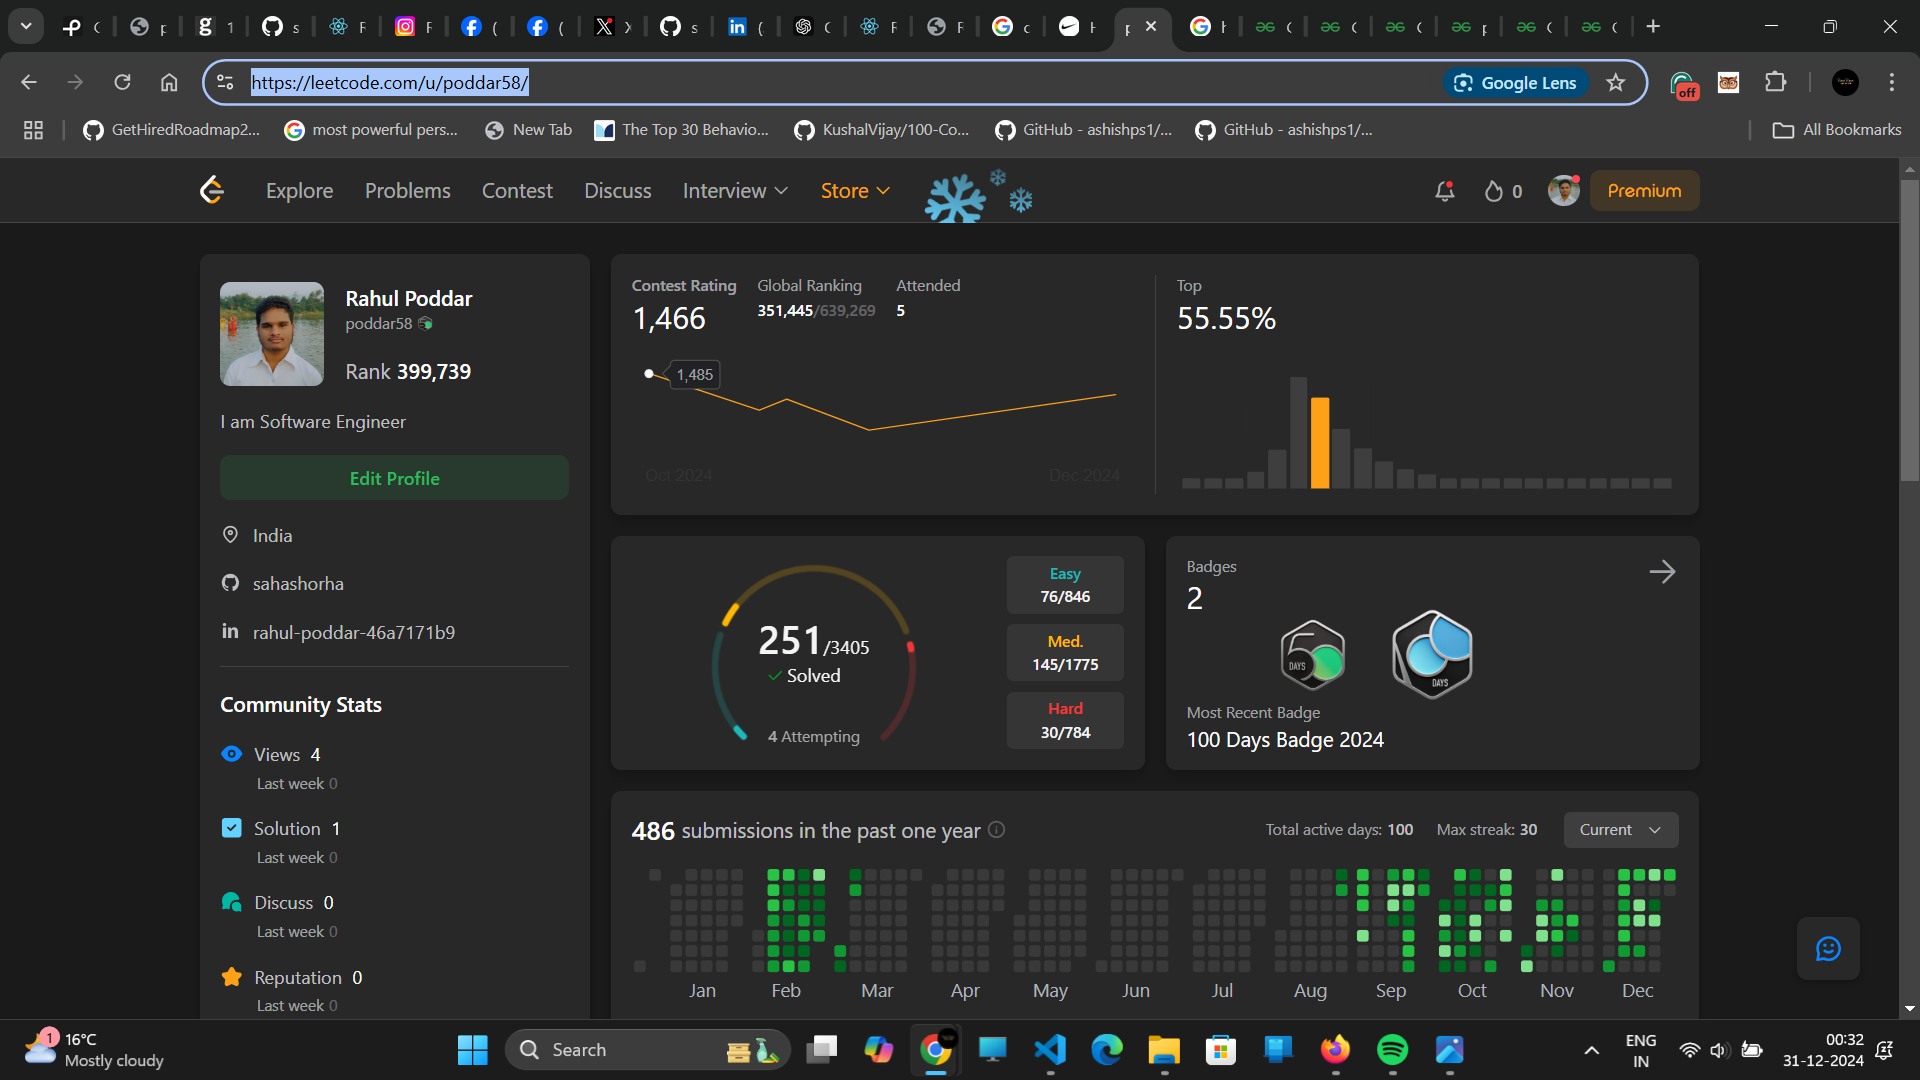 https://leetcode.com/u/poddar58/
Google Lens
off
GetHiredRoadmap2...
most powerful pers...
New Tab
The Top 30 Behavio...
KushalVijay/100-Co...
GitHub - ashishps1/...
GitHub - ashishps1/...
All Bookmarks
Explore
Problems
Contest
Discuss
Interview
Store
0
Premium
Rahul Poddar
poddar58
Rank 399,739
I am Software Engineer
Edit Profile
India
sahashorha
rahul-poddar-46a7171b9
Community Stats
Views 4
Last week 0
Solution 1
Last week 0
Discuss 0
Last week 0
Reputation 0
Last week 0
Contest Rating
1,466
Global Ranking
351,445/639,269
Attended
5
1,485
Oct 2024
Dec 2024
Top
55.55%
251/3405
Solved
4 Attempting
Easy
76/846
Med.
145/1775
Hard
30/784
Badges
2
50
DAYS
DAYS
Most Recent Badge
100 Days Badge 2024
486 submissions in the past one year
Total active days: 100
Max streak: 30
Current
Jan Feb Mar Apr May Jun Jul Aug Sep Oct Nov Dec
1
16°C
Mostly cloudy
Search
ENG
IN
00:32
31-12-2024